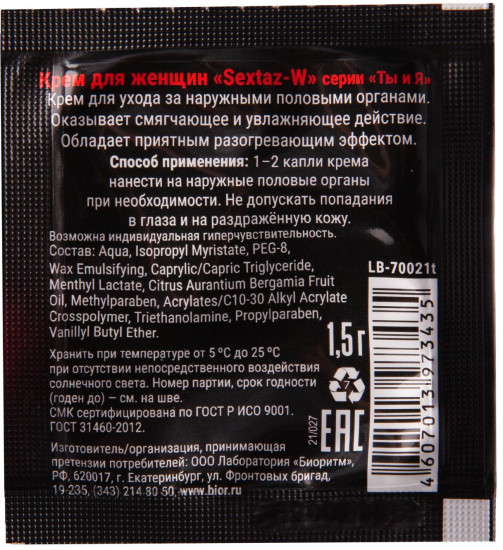 Крем для женщин «Sextaz-W» серии «Ты и Я»
Крем для ухода за наружными половыми органами.
Оказывает смягчающее и увлажняющее действие.
Обладает приятным разогревающим эффектом.
Способ применения: 1–2 капли крема
нанести на наружные половые органы
при необходимости. Не допускать попадания
в глаза и на раздражённую кожу.
Возможна индивидуальная гиперчувствительность.
Состав: Aqua, Isopropyl Myristate, PEG-8,
Wax Emulsifying, Caprylic/Capric Triglyceride,
Menthyl Lactate, Citrus Aurantium Bergamia Fruit
Oil, Methylparaben, Acrylates/C10-30 Alkyl Acrylate
Crosspolymer, Triethanolamine, Propylparaben,
Vanillyl Butyl Ether.
Хранить при температуре от 5 °C до 25 °C
при отсутствии непосредственного воздействия
солнечного света. Номер партии, срок годности
(годен до) — см. на шве.
СМК сертифицирована по ГОСТ Р ИСО 9001.
ГОСТ 31460-2012.
Изготовитель/организация, принимающая
претензии потребителей: ООО Лаборатория «Биоритм»,
РФ, 620017, г. Екатеринбург, ул. Фронтовых бригад,
19-235, (343) 214 80 50, www.bior.ru
LB-70021t
1,5 г
7
21/027
EAC
4607013973435